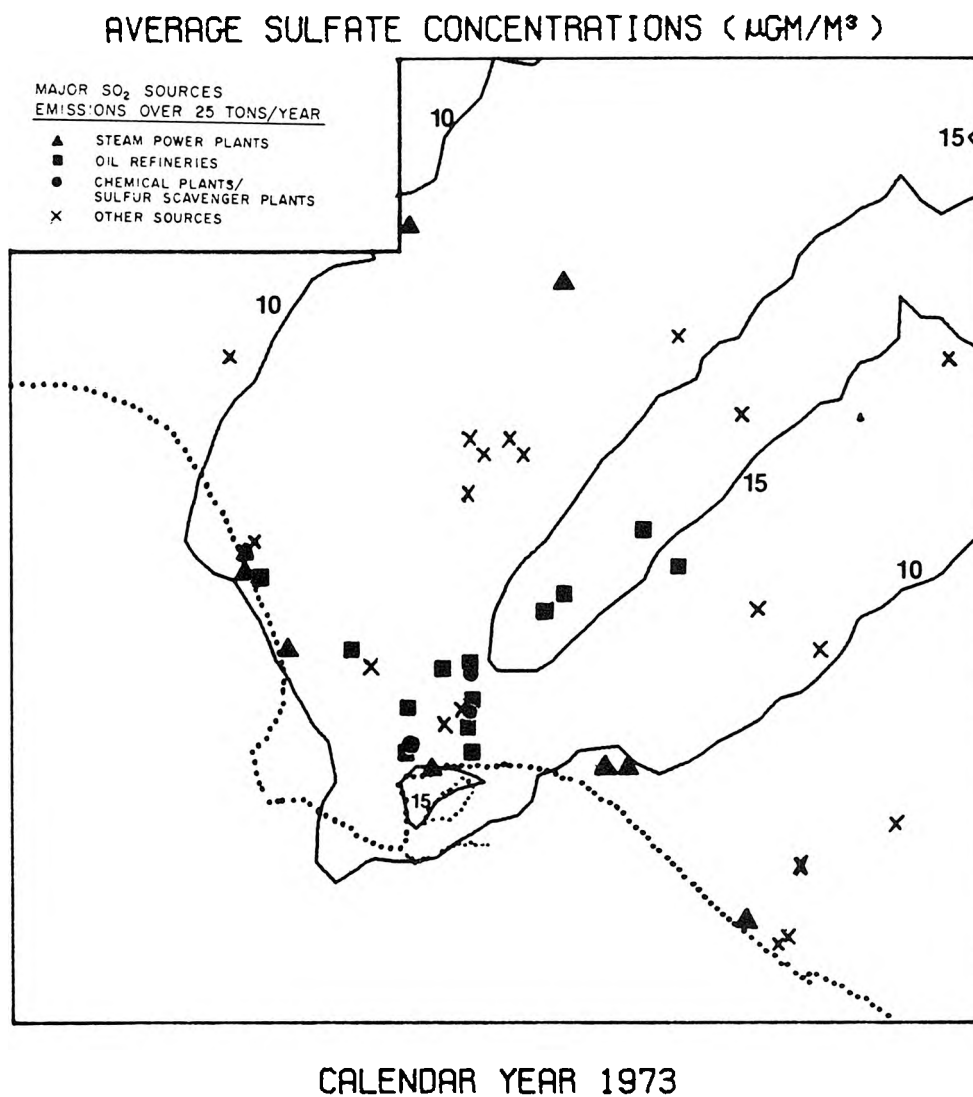 AVERAGE SULFATE CONCENTRATIONS (µGM/M³)
MAJOR SO₂ SOURCES
EMISSIONS OVER 25 TONS/YEAR
STEAM POWER PLANTS
OIL REFINERIES
CHEMICAL PLANTS/
SULFUR SCAVENGER PLANTS
OTHER SOURCES
10
15
10
15
10
15
CALENDAR YEAR 1973